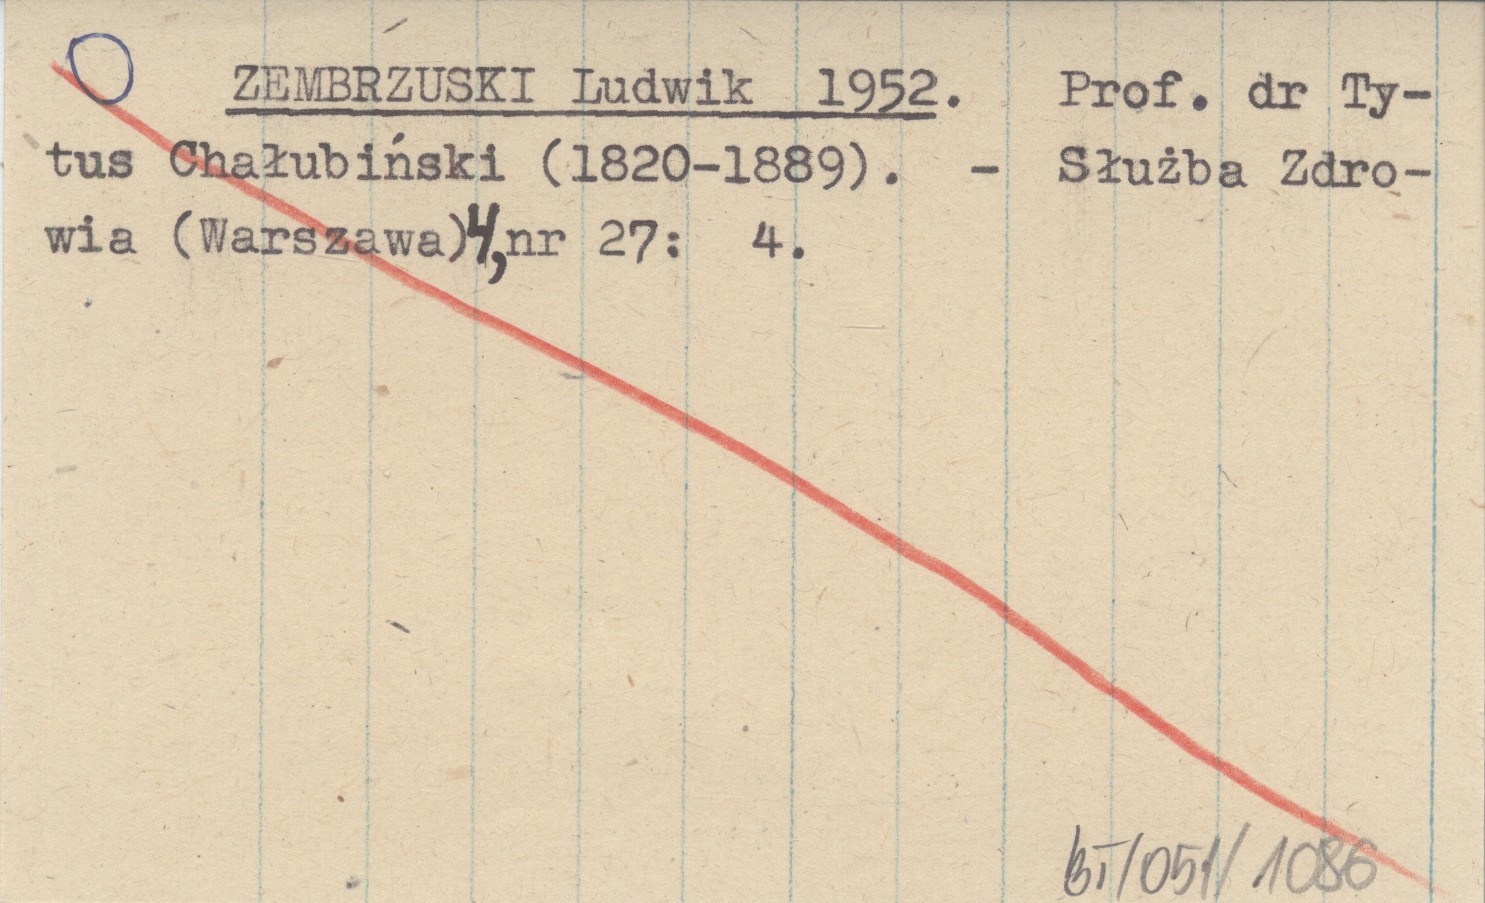 ZEMBRZUSKI Ludwik 1952. Prof. dr Ty-
tus Chałubiński (1820-1889). - Służba Zdro-
wia (Warszawa)4, nr 27: 4.
BI/051/1086